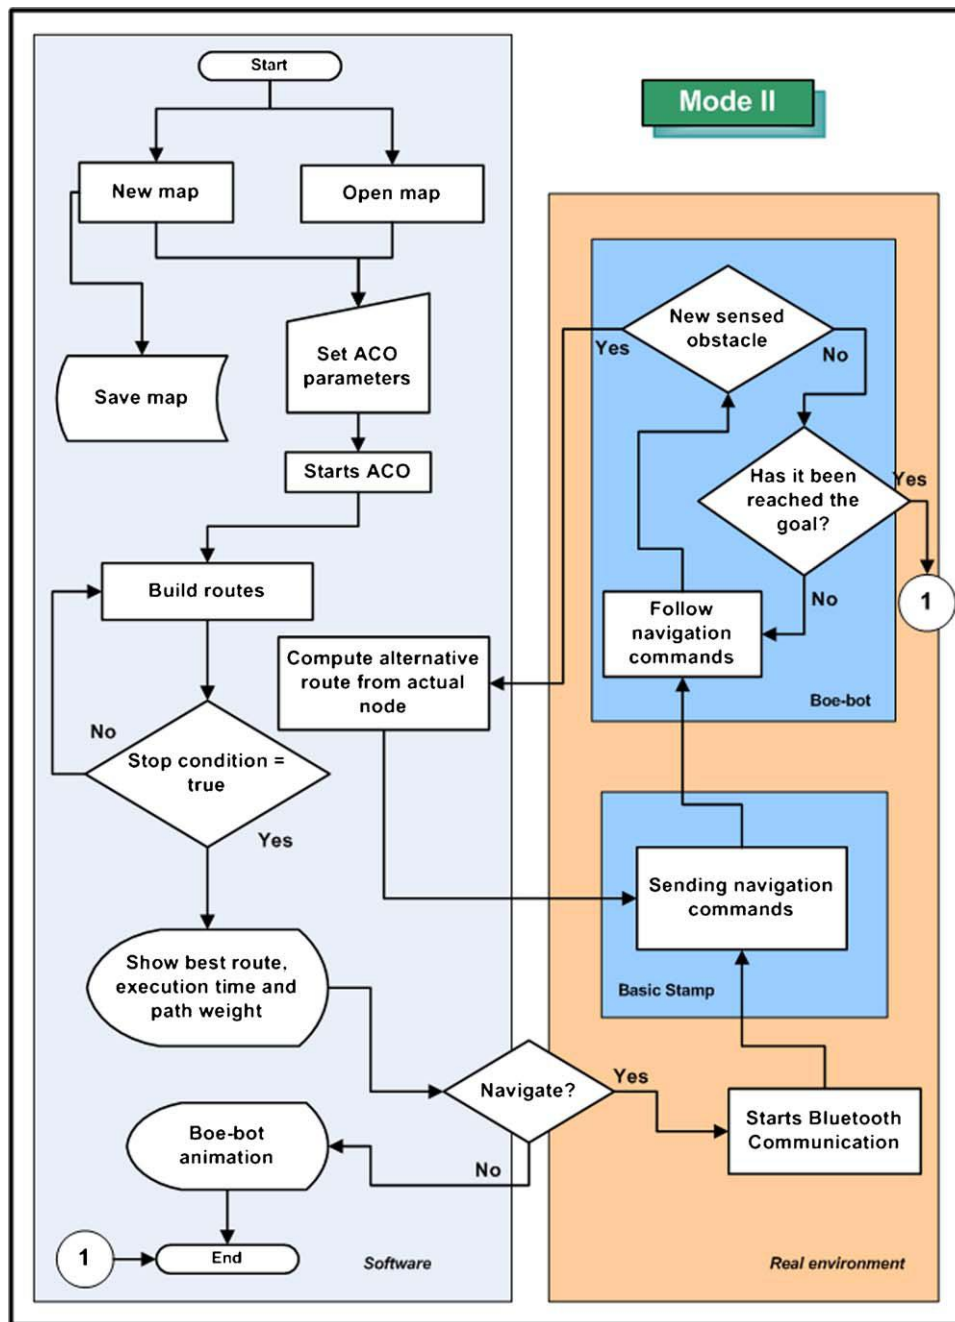 Start
Mode II
New map
Open map
Set ACO
parameters
Save map
Starts ACO
New sensed
obstacle
Yes
No
Has it been
reached the
goal?
Yes
1
No
Build routes
Follow
navigation
commands
Boe-bot
Compute alternative
route from actual
node
No
Stop condition =
true
Yes
Sending navigation
commands
Basic Stamp
Show best route,
execution time and
path weight
Navigate?
Yes
No
Starts Bluetooth
Communication
Boe-bot
animation
1
End
Software
Real environment